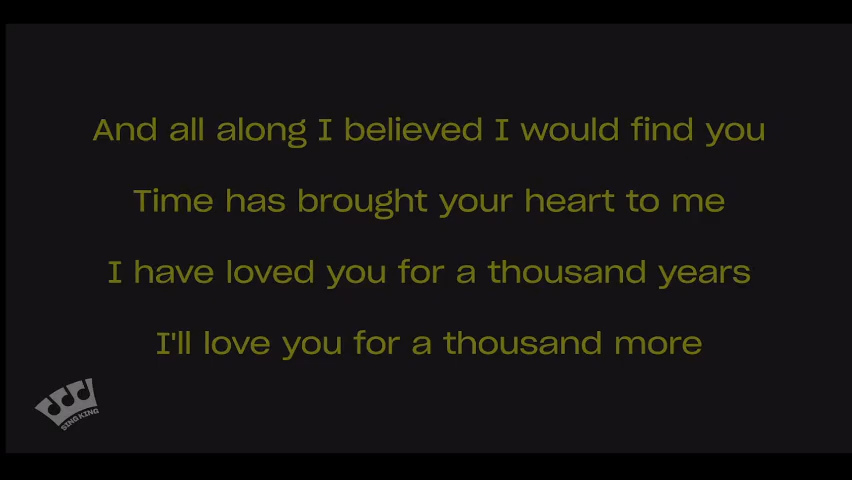 And all along I believed I would find you
Time has brought your heart to me
I have loved you for a thousand years
I'll love you for a thousand more
SING KING